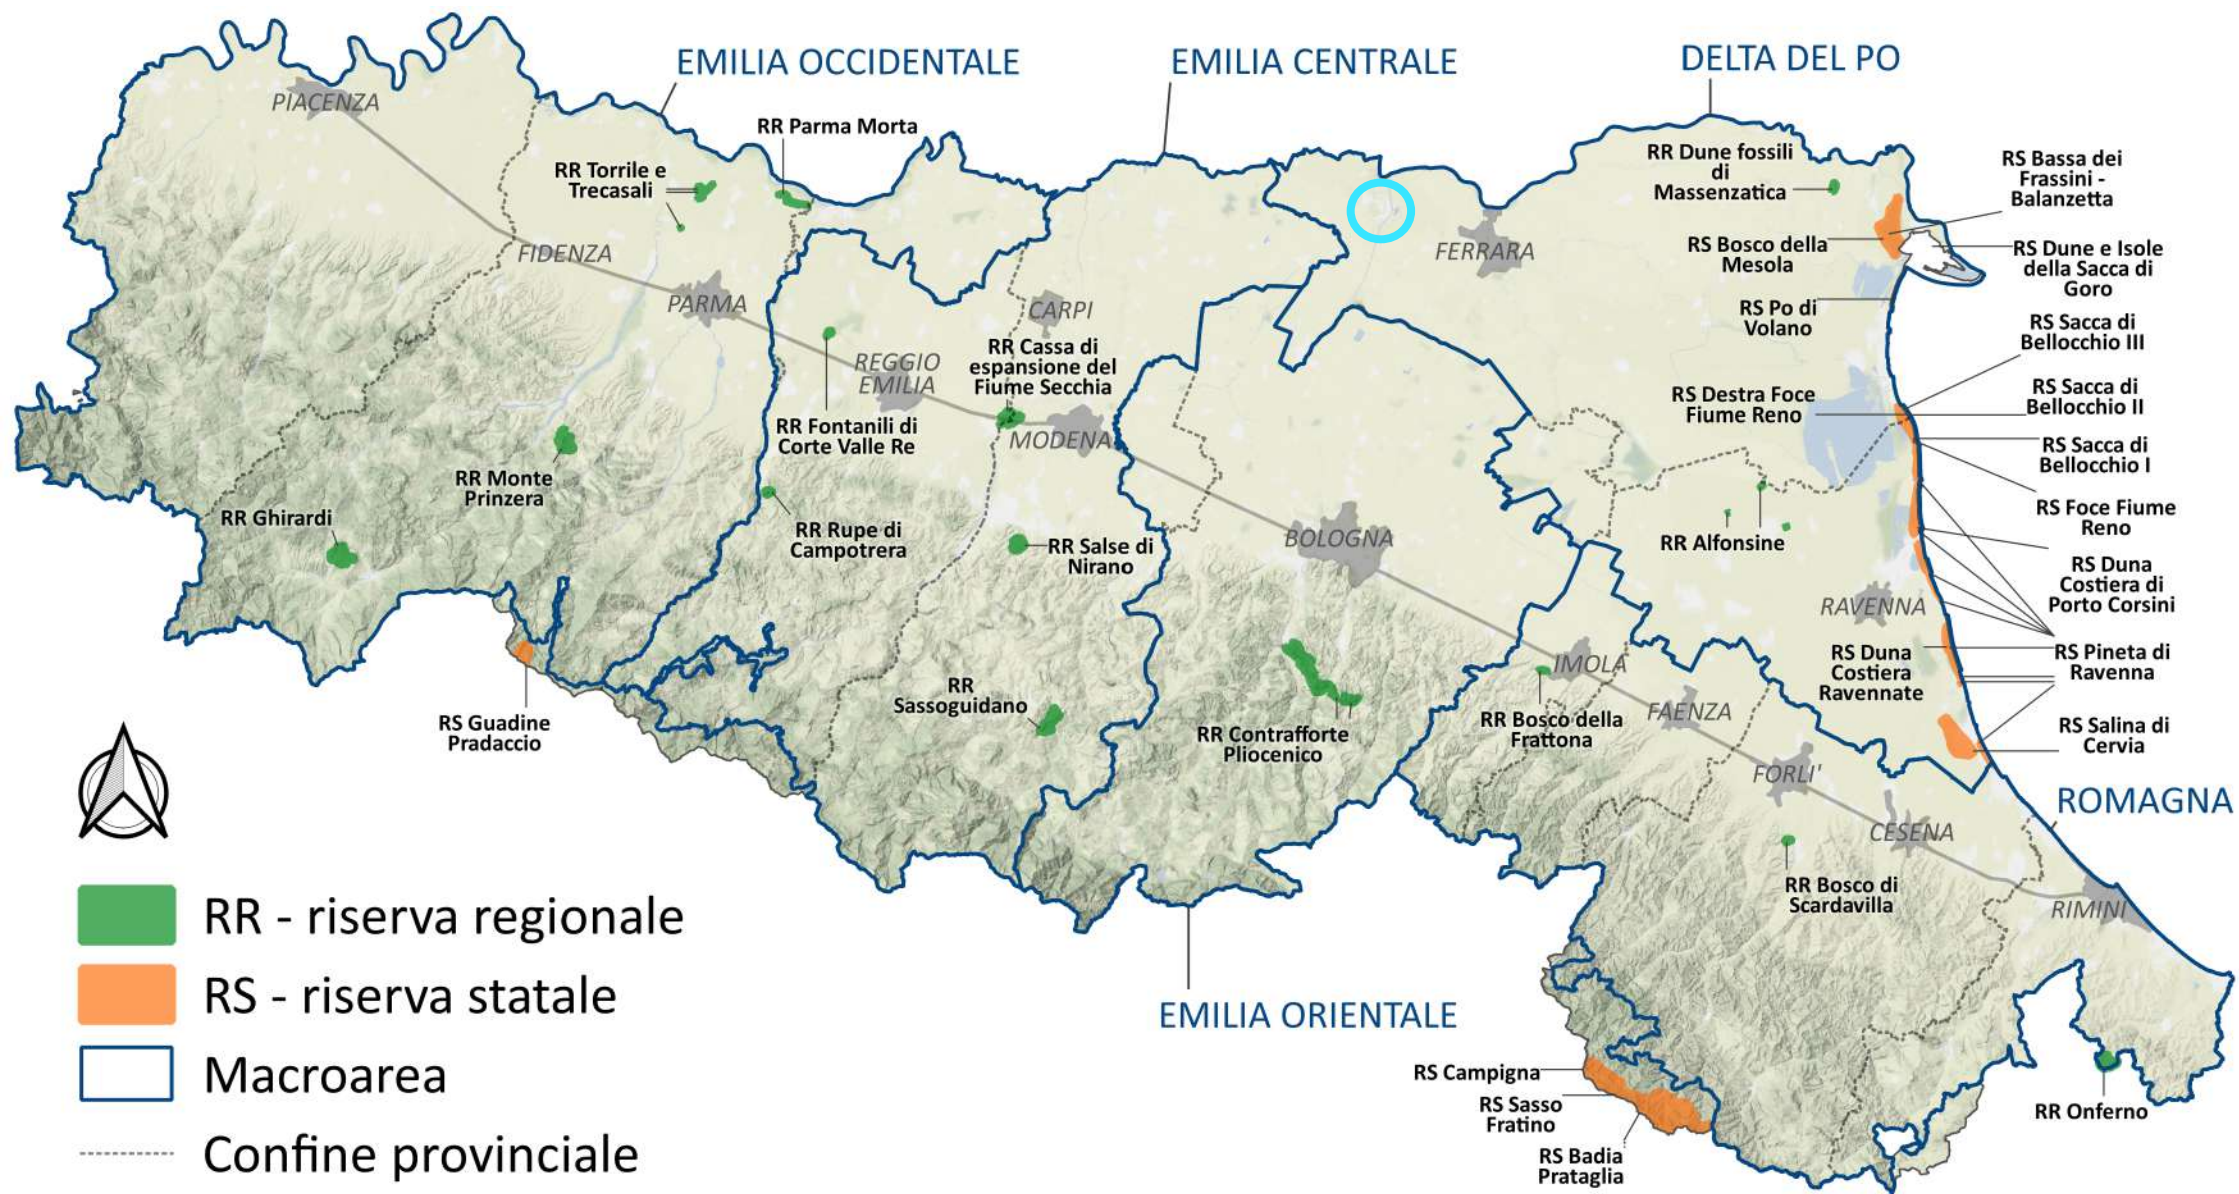 EMILIA OCCIDENTALE
EMILIA CENTRALE
DELTA DEL PO
PIACENZA
RR Parma Morta
RR Torrile e
Trecasali
FIDENZA
PARMA
CARPI
FERRARA
RR Dune fossili
di
Massenzatica
RS Bassa dei
Frassini -
Balanzetta
RS Bosco della
Mesola
RS Dune e Isole
della Sacca di
Goro
RS Po di
Volano
RS Sacca di
Bellocchio III
REGGIO
EMILIA
RR Cassa di
espansione del
Fiume Secchia
RS Destra Foce
Fiume Reno
RS Sacca di
Bellocchio II
RR Fontanili di
Corte Valle Re
MODENA
RS Sacca di
Bellocchio I
RR Monte
Prinzera
RR Ghirardi
RR Rupe di
Campotrera
RR Salse di
Nirano
BOLOGNA
RR Alfonsine
RS Foce Fiume
Reno
RS Duna
Costiera di
Porto Corsini
RAVENNA
IMOLA
RS Duna
Costiera
Ravennate
RS Pineta di
Ravenna
RS Guadine
Pradaccio
RR
Sassoguidano
RR Contrafforte
Pliocenico
RR Bosco della
Frattona
FAENZA
RS Salina di
Cervia
FORLI'
ROMAGNA
CESENA
RR Bosco di
Scardavilla
RIMINI
EMILIA ORIENTALE
RS Campigna
RS Sasso
Fratino
RS Badia
Prataglia
RR Onferno
RR - riserva regionale
RS - riserva statale
Macroarea
Confine provinciale